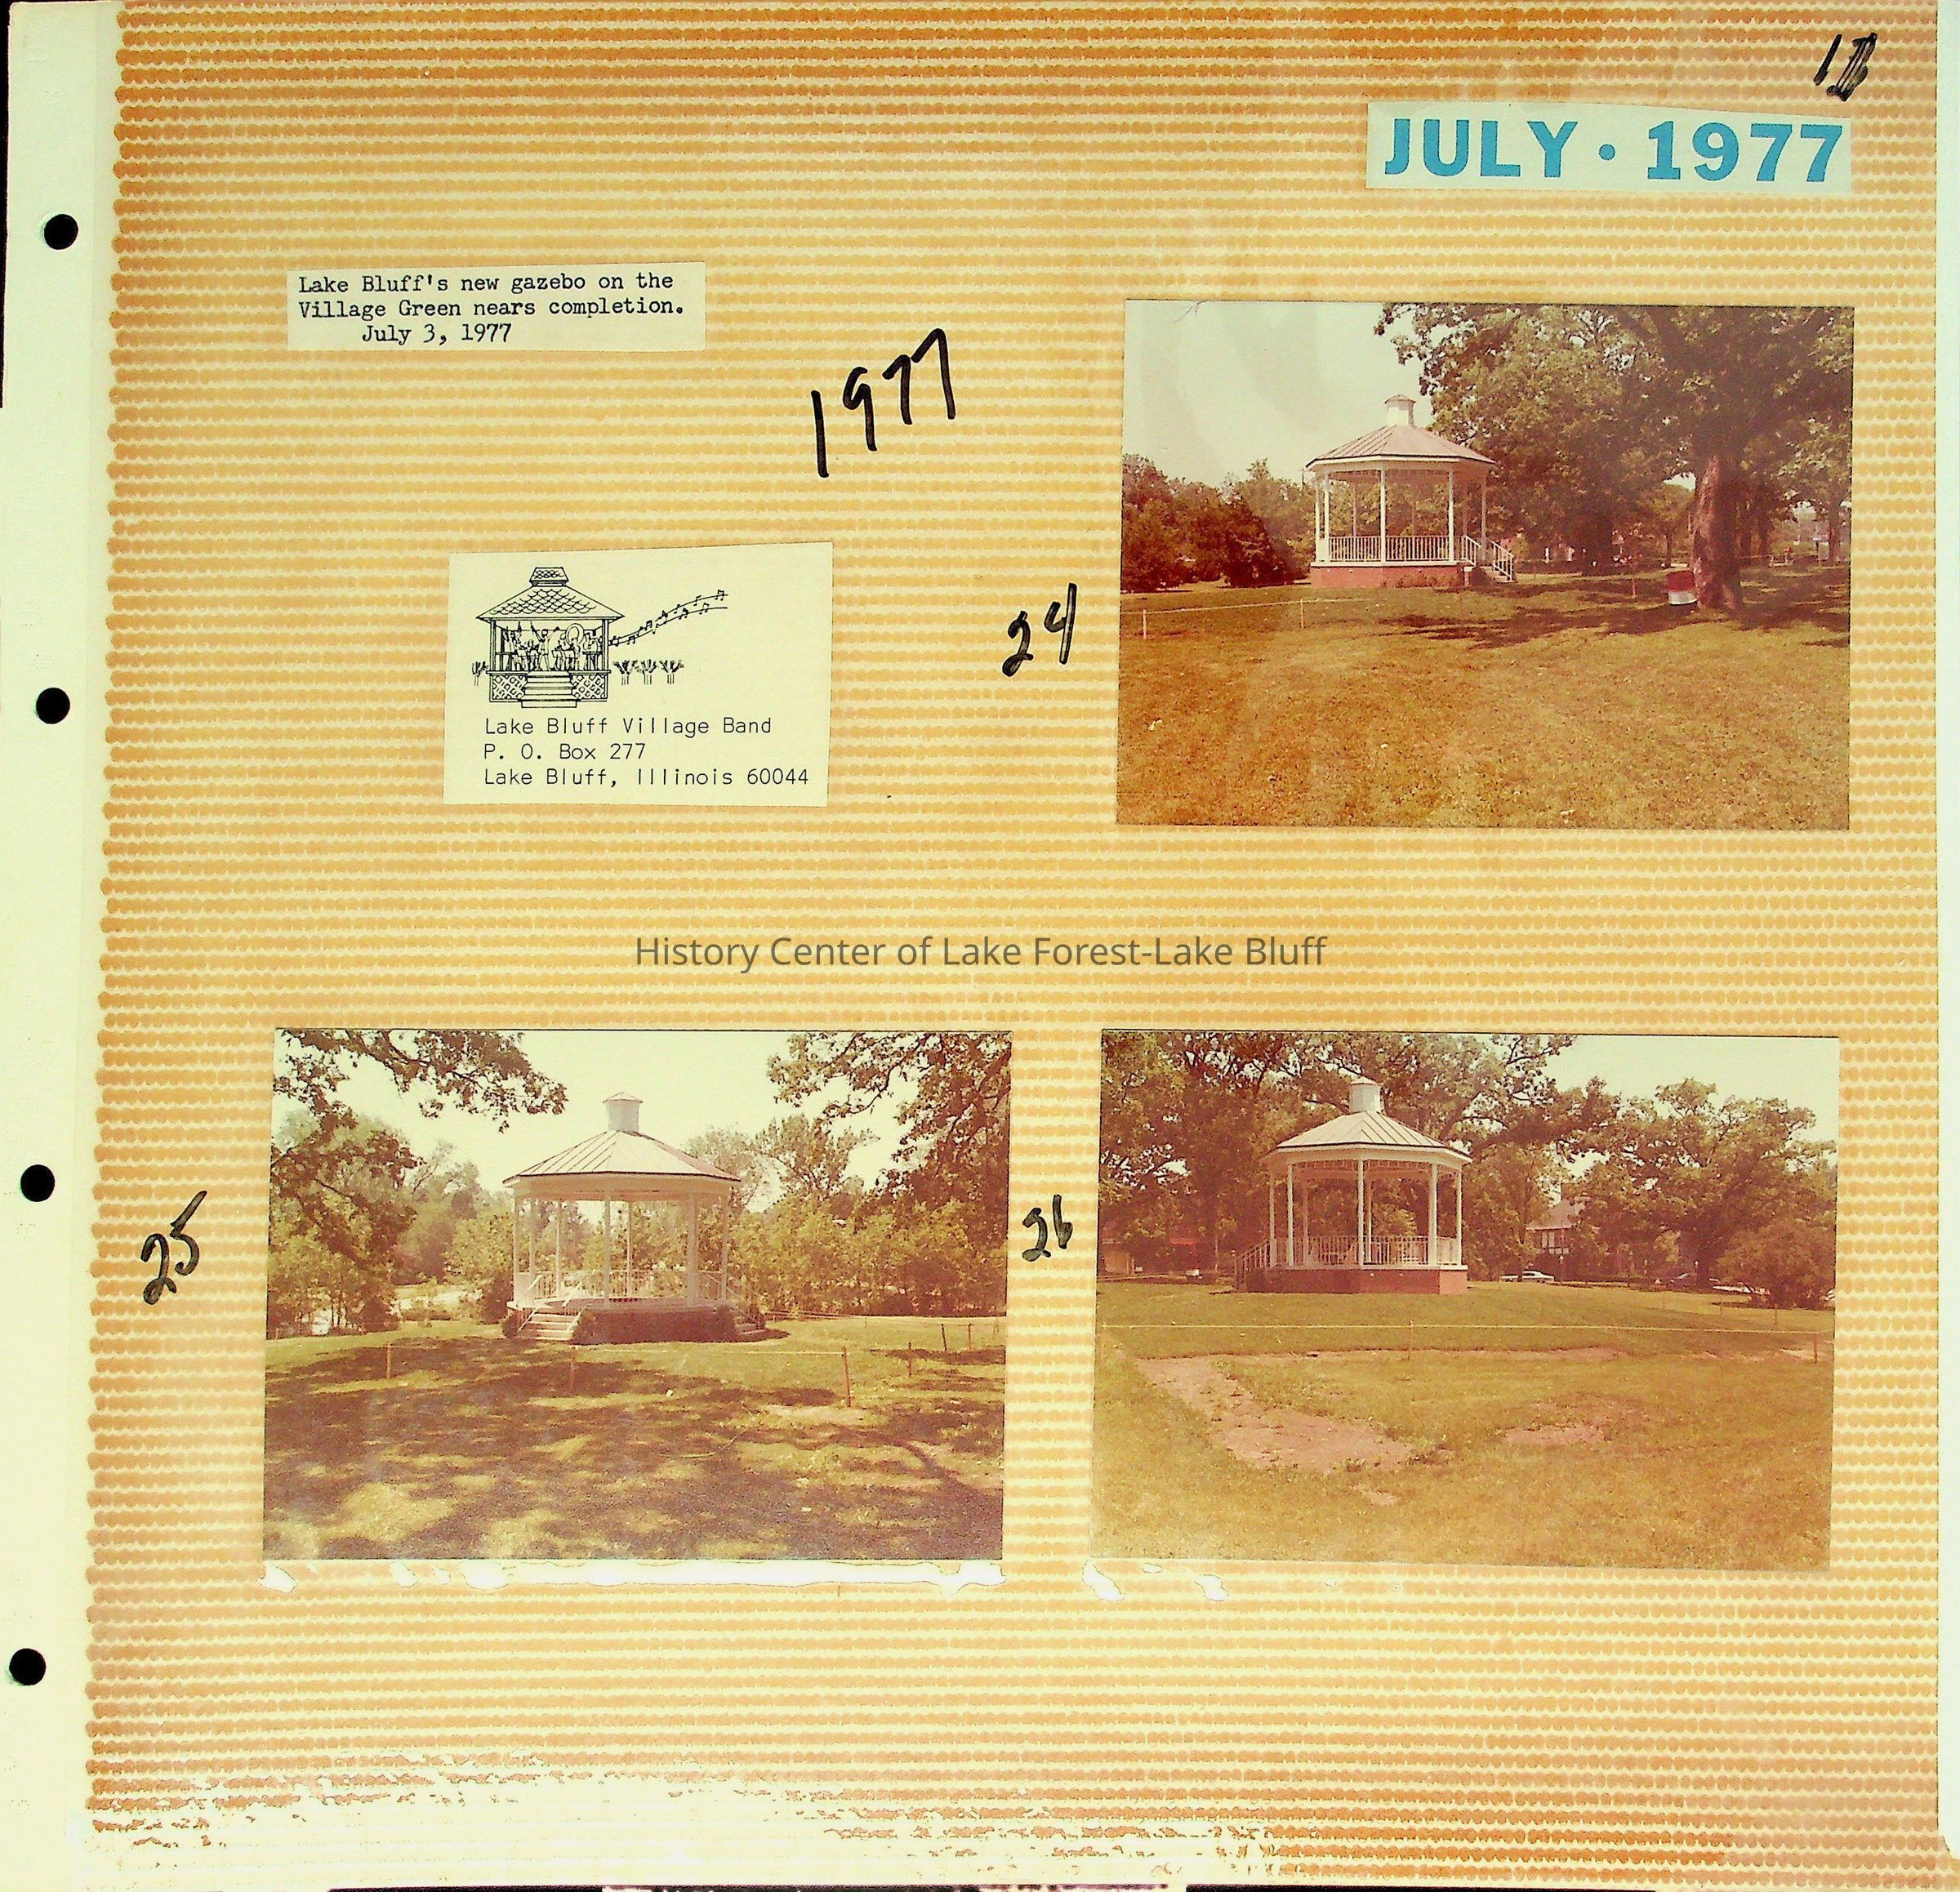 JULY · 1977
Lake Bluff's new gazebo on the
Village Green nears completion.
July 3, 1977
1977
Lake Bluff Village Band
P. O. Box 277
Lake Bluff, Illinois 60044
24
History Center of Lake Forest-Lake Bluff
25
26